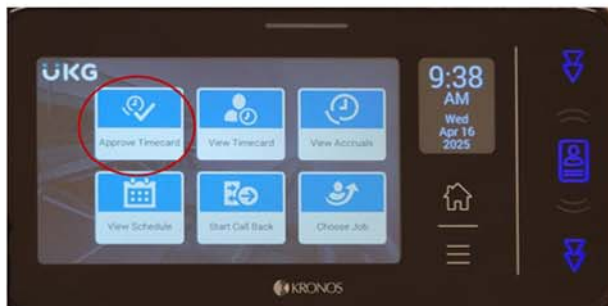 UKG
Approve Timecard
View Timecard
View Accruals
View Schedule
Start Call Back
Choose Job
9:38
AM
Wed
Apr 16
2025
KRONOS